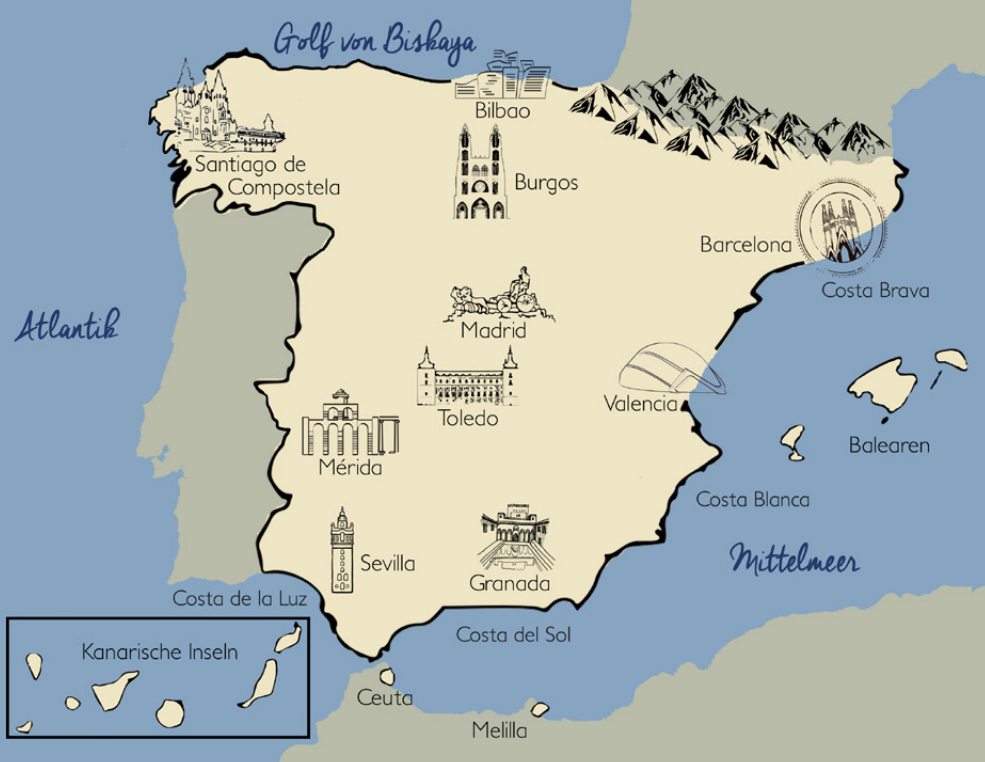 Golf von Biskaya
Bilbao
Santiago de
Compostela
Burgos
Barcelona
Costa Brava
Atlantik
Madrid
Valencia
Toledo
Balearen
Mérida
Costa Blanca
Mittelmeer
Sevilla
Granada
Costa de la Luz
Costa del Sol
Kanarische Inseln
Ceuta
Melilla